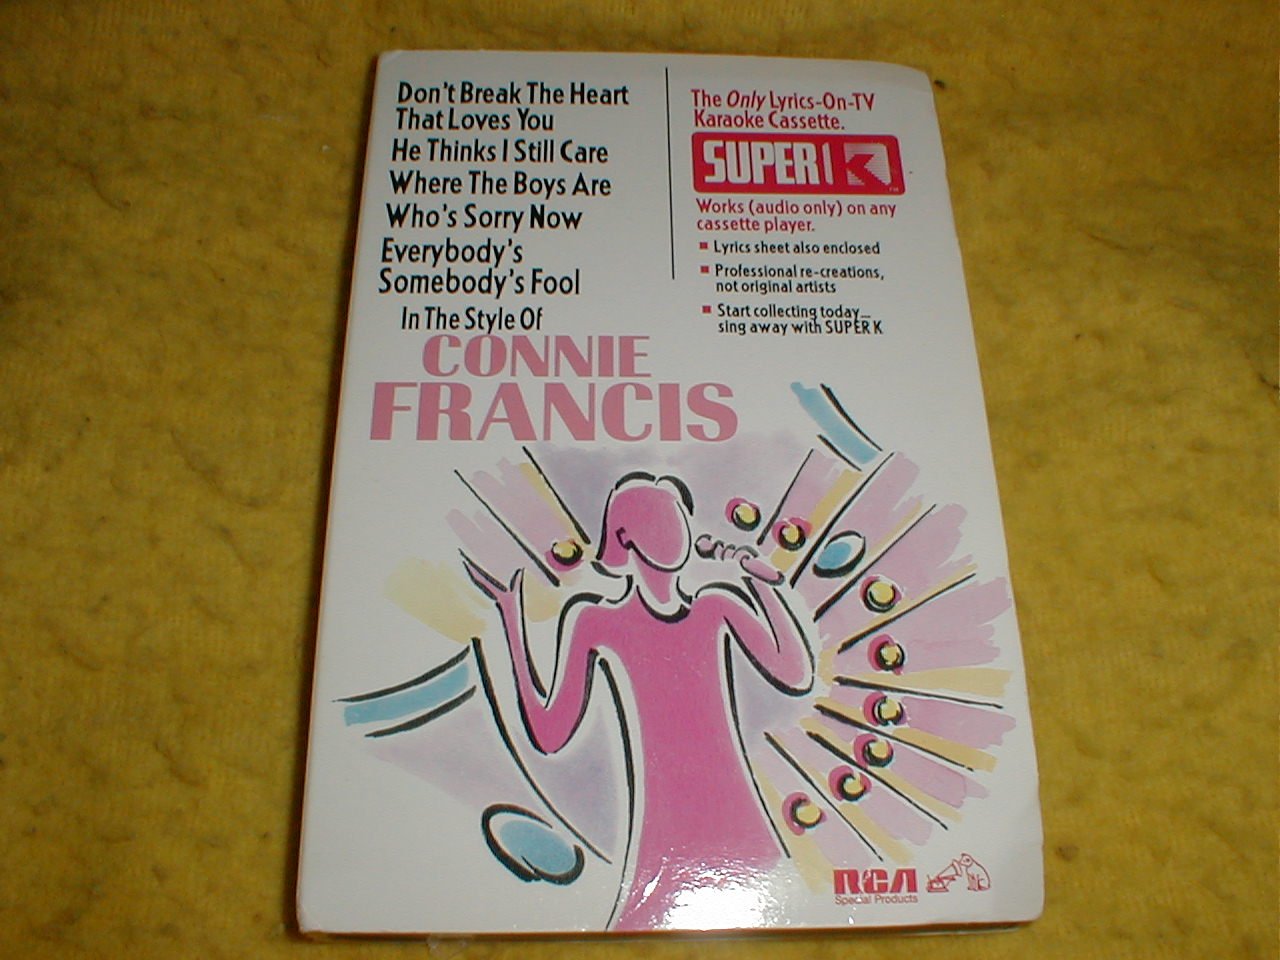 Don't Break The Heart
That Loves You
He Thinks I Still Care
Where The Boys Are
Who's Sorry Now
Everybody's
Somebody's Fool
In The Style Of
CONNIE
FRANCIS
The Only Lyrics-On-TV
Karaoke Cassette.
SUPER K
TM
Works (audio only) on any
cassette player.
Lyrics sheet also enclosed
Professional re-creations,
not original artists
Start collecting today...
sing away with SUPER K
RCA
Special Products